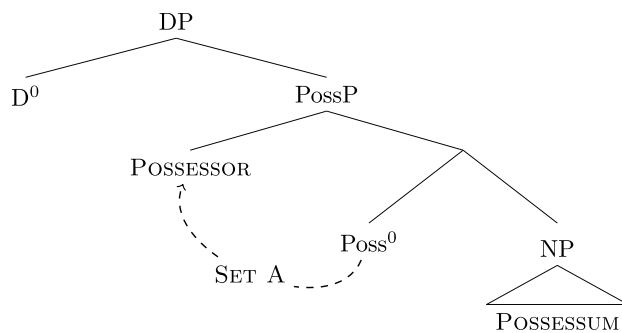 DP
D⁰
PossP
Possessor
Poss⁰
Set A
NP
Possessum